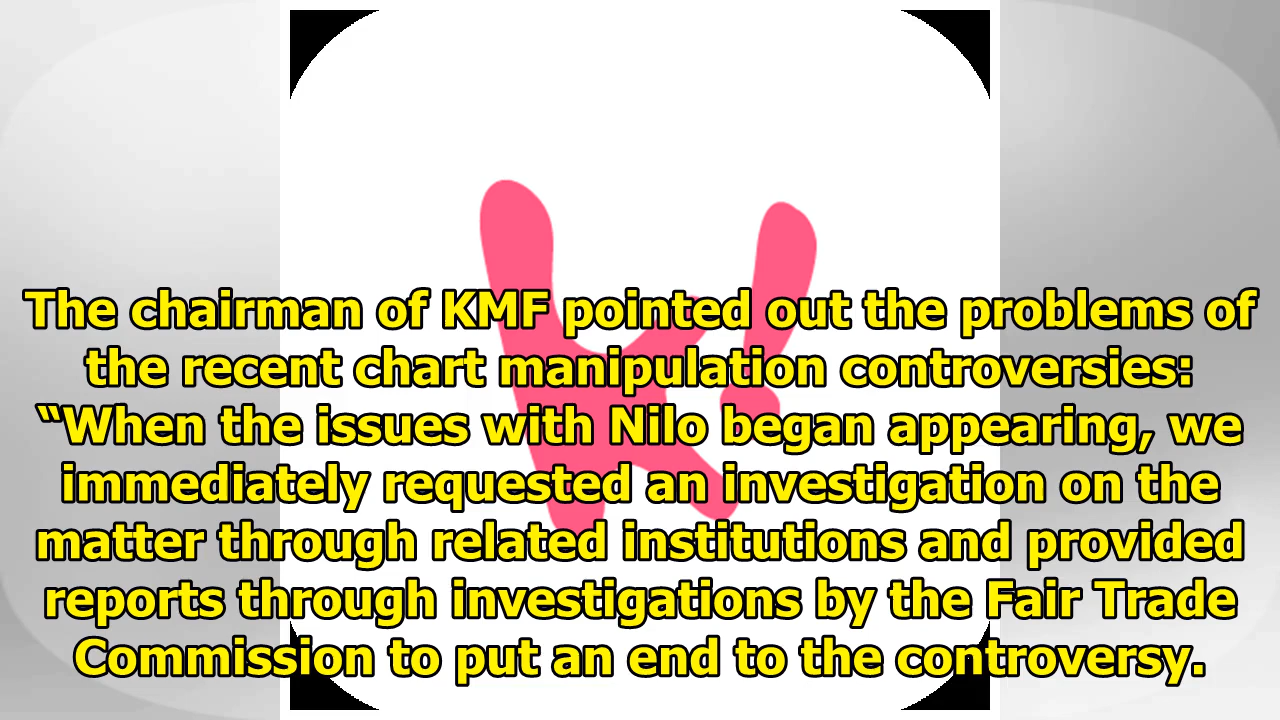 The chairman of KMF pointed out the problems of
the recent chart manipulation controversies:
“When the issues with Nilo began appearing, we
immediately requested an investigation on the
matter through related institutions and provided
reports through investigations by the Fair Trade
Commission to put an end to the controversy.
k!